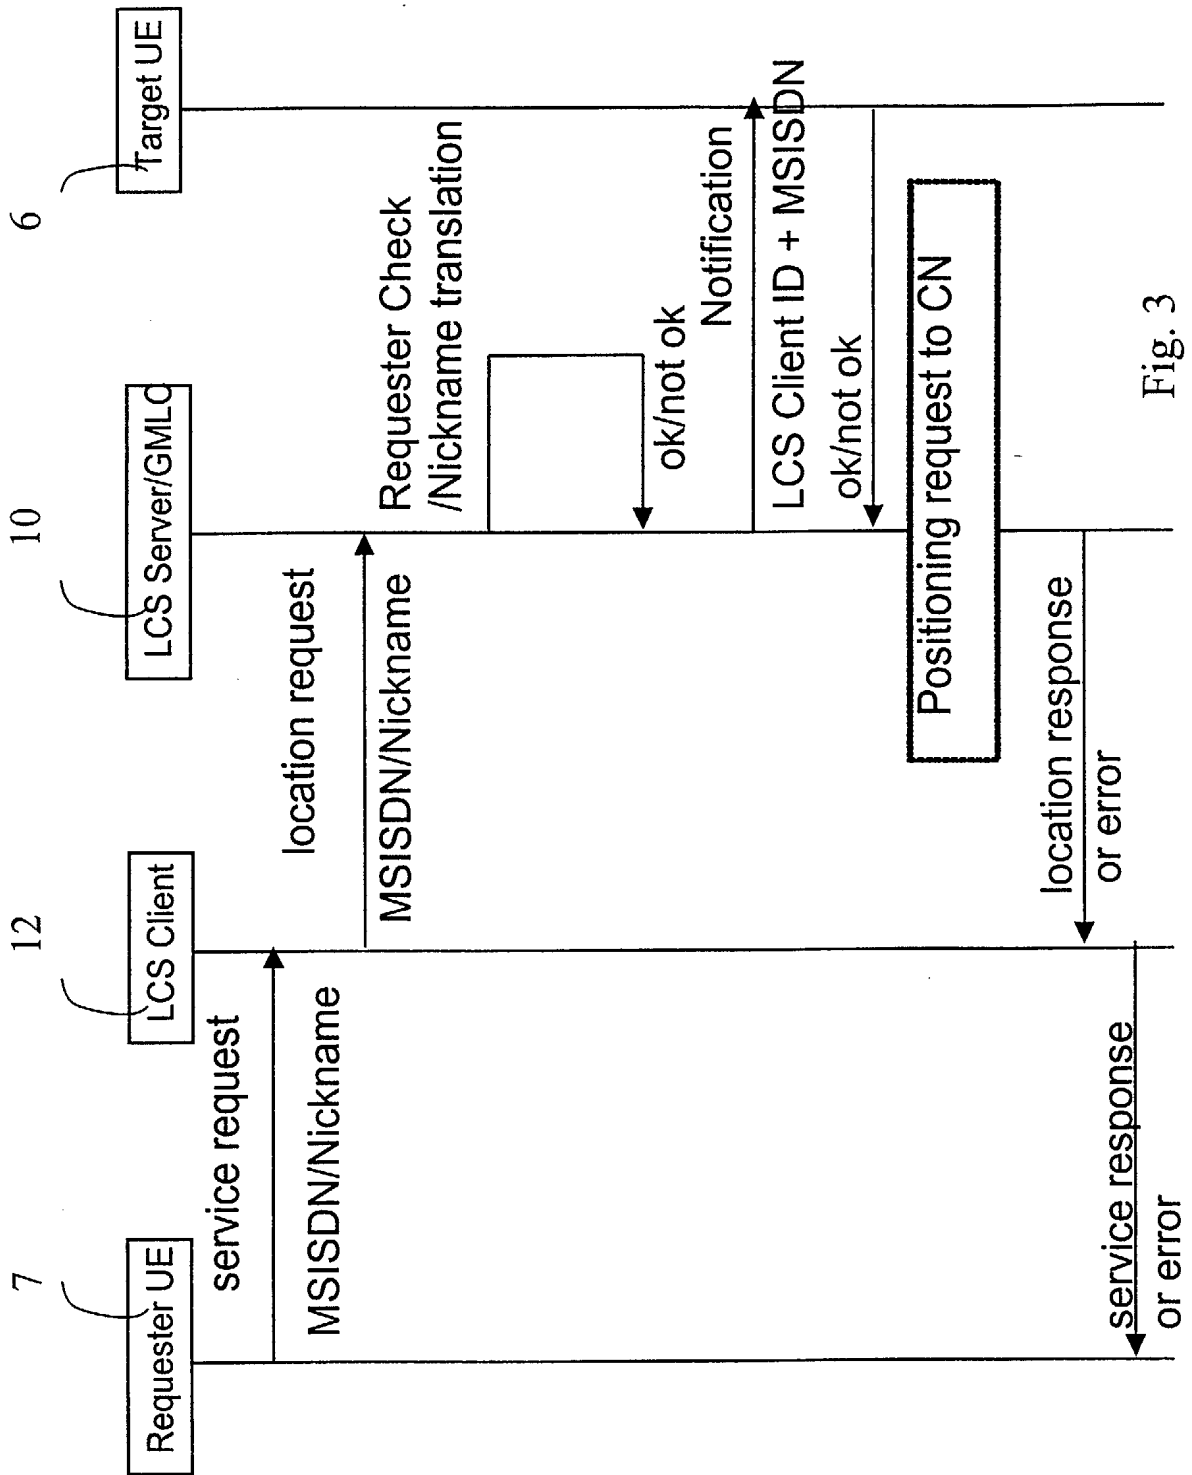 7
12
10
6
Requester UE
LCS Client
LCS Server/GMLC
Target UE
service request
MSISDN/Nickname
location request
MSISDN/Nickname
Requester Check
/Nickname translation
ok/not ok
Notification
LCS Client ID + MSISDN
ok/not ok
Positioning request to CN
location response
or error
service response
or error
Fig. 3